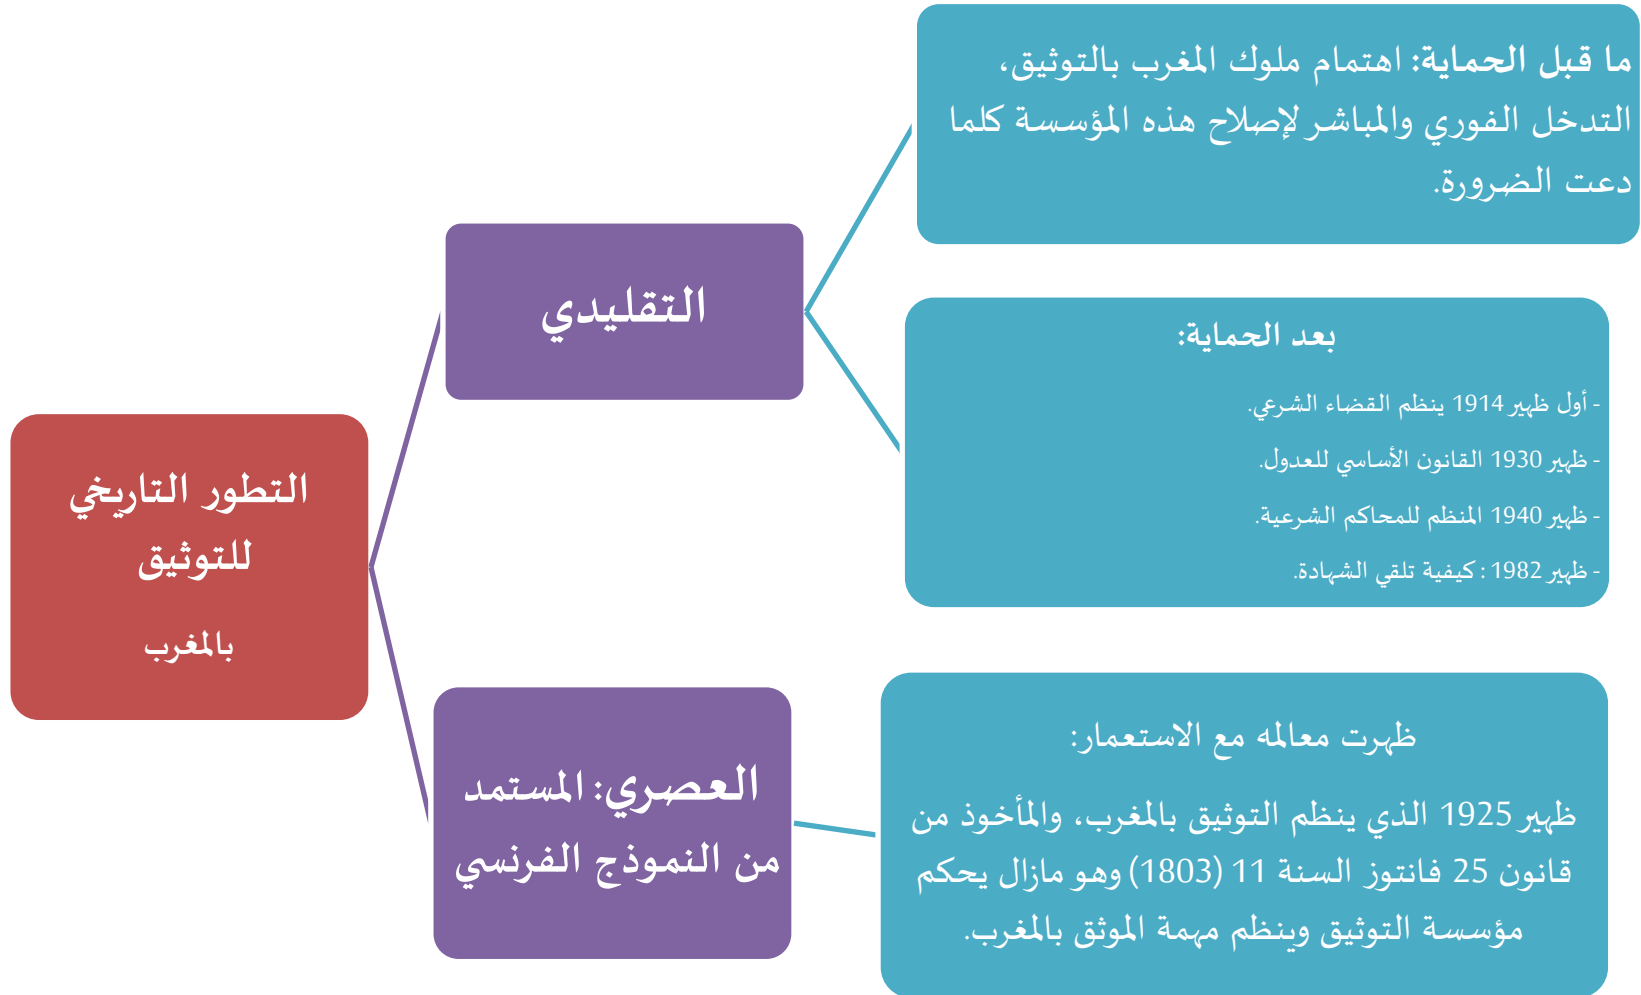 التطور التاريخي
للتوثيق
بالمغرب
التقليدي
ما قبل الحماية: اهتمام ملوك المغرب بالتوثيق،
التدخل الفوري والمباشر لإصلاح هذه المؤسسة كلما
دعت الضرورة.
بعد الحماية:
- أول ظهير 1914 ينظم القضاء الشرعي.
- ظهير 1930 القانون الأساسي للعدول.
- ظهير 1940 المنظم للمحاكم الشرعية.
- ظهير 1982 : كيفية تلقي الشهادة.
العصري: المستمد
من النموذج الفرنسي
ظهرت معالمه مع الاستعمار:
ظهير 1925 الذي ينظم التوثيق بالمغرب، والمأخوذ من
قانون 25 فانتوز السنة 11 (1803) وهو مازال يحكم
مؤسسة التوثيق وينظم مهمة الموثق بالمغرب.